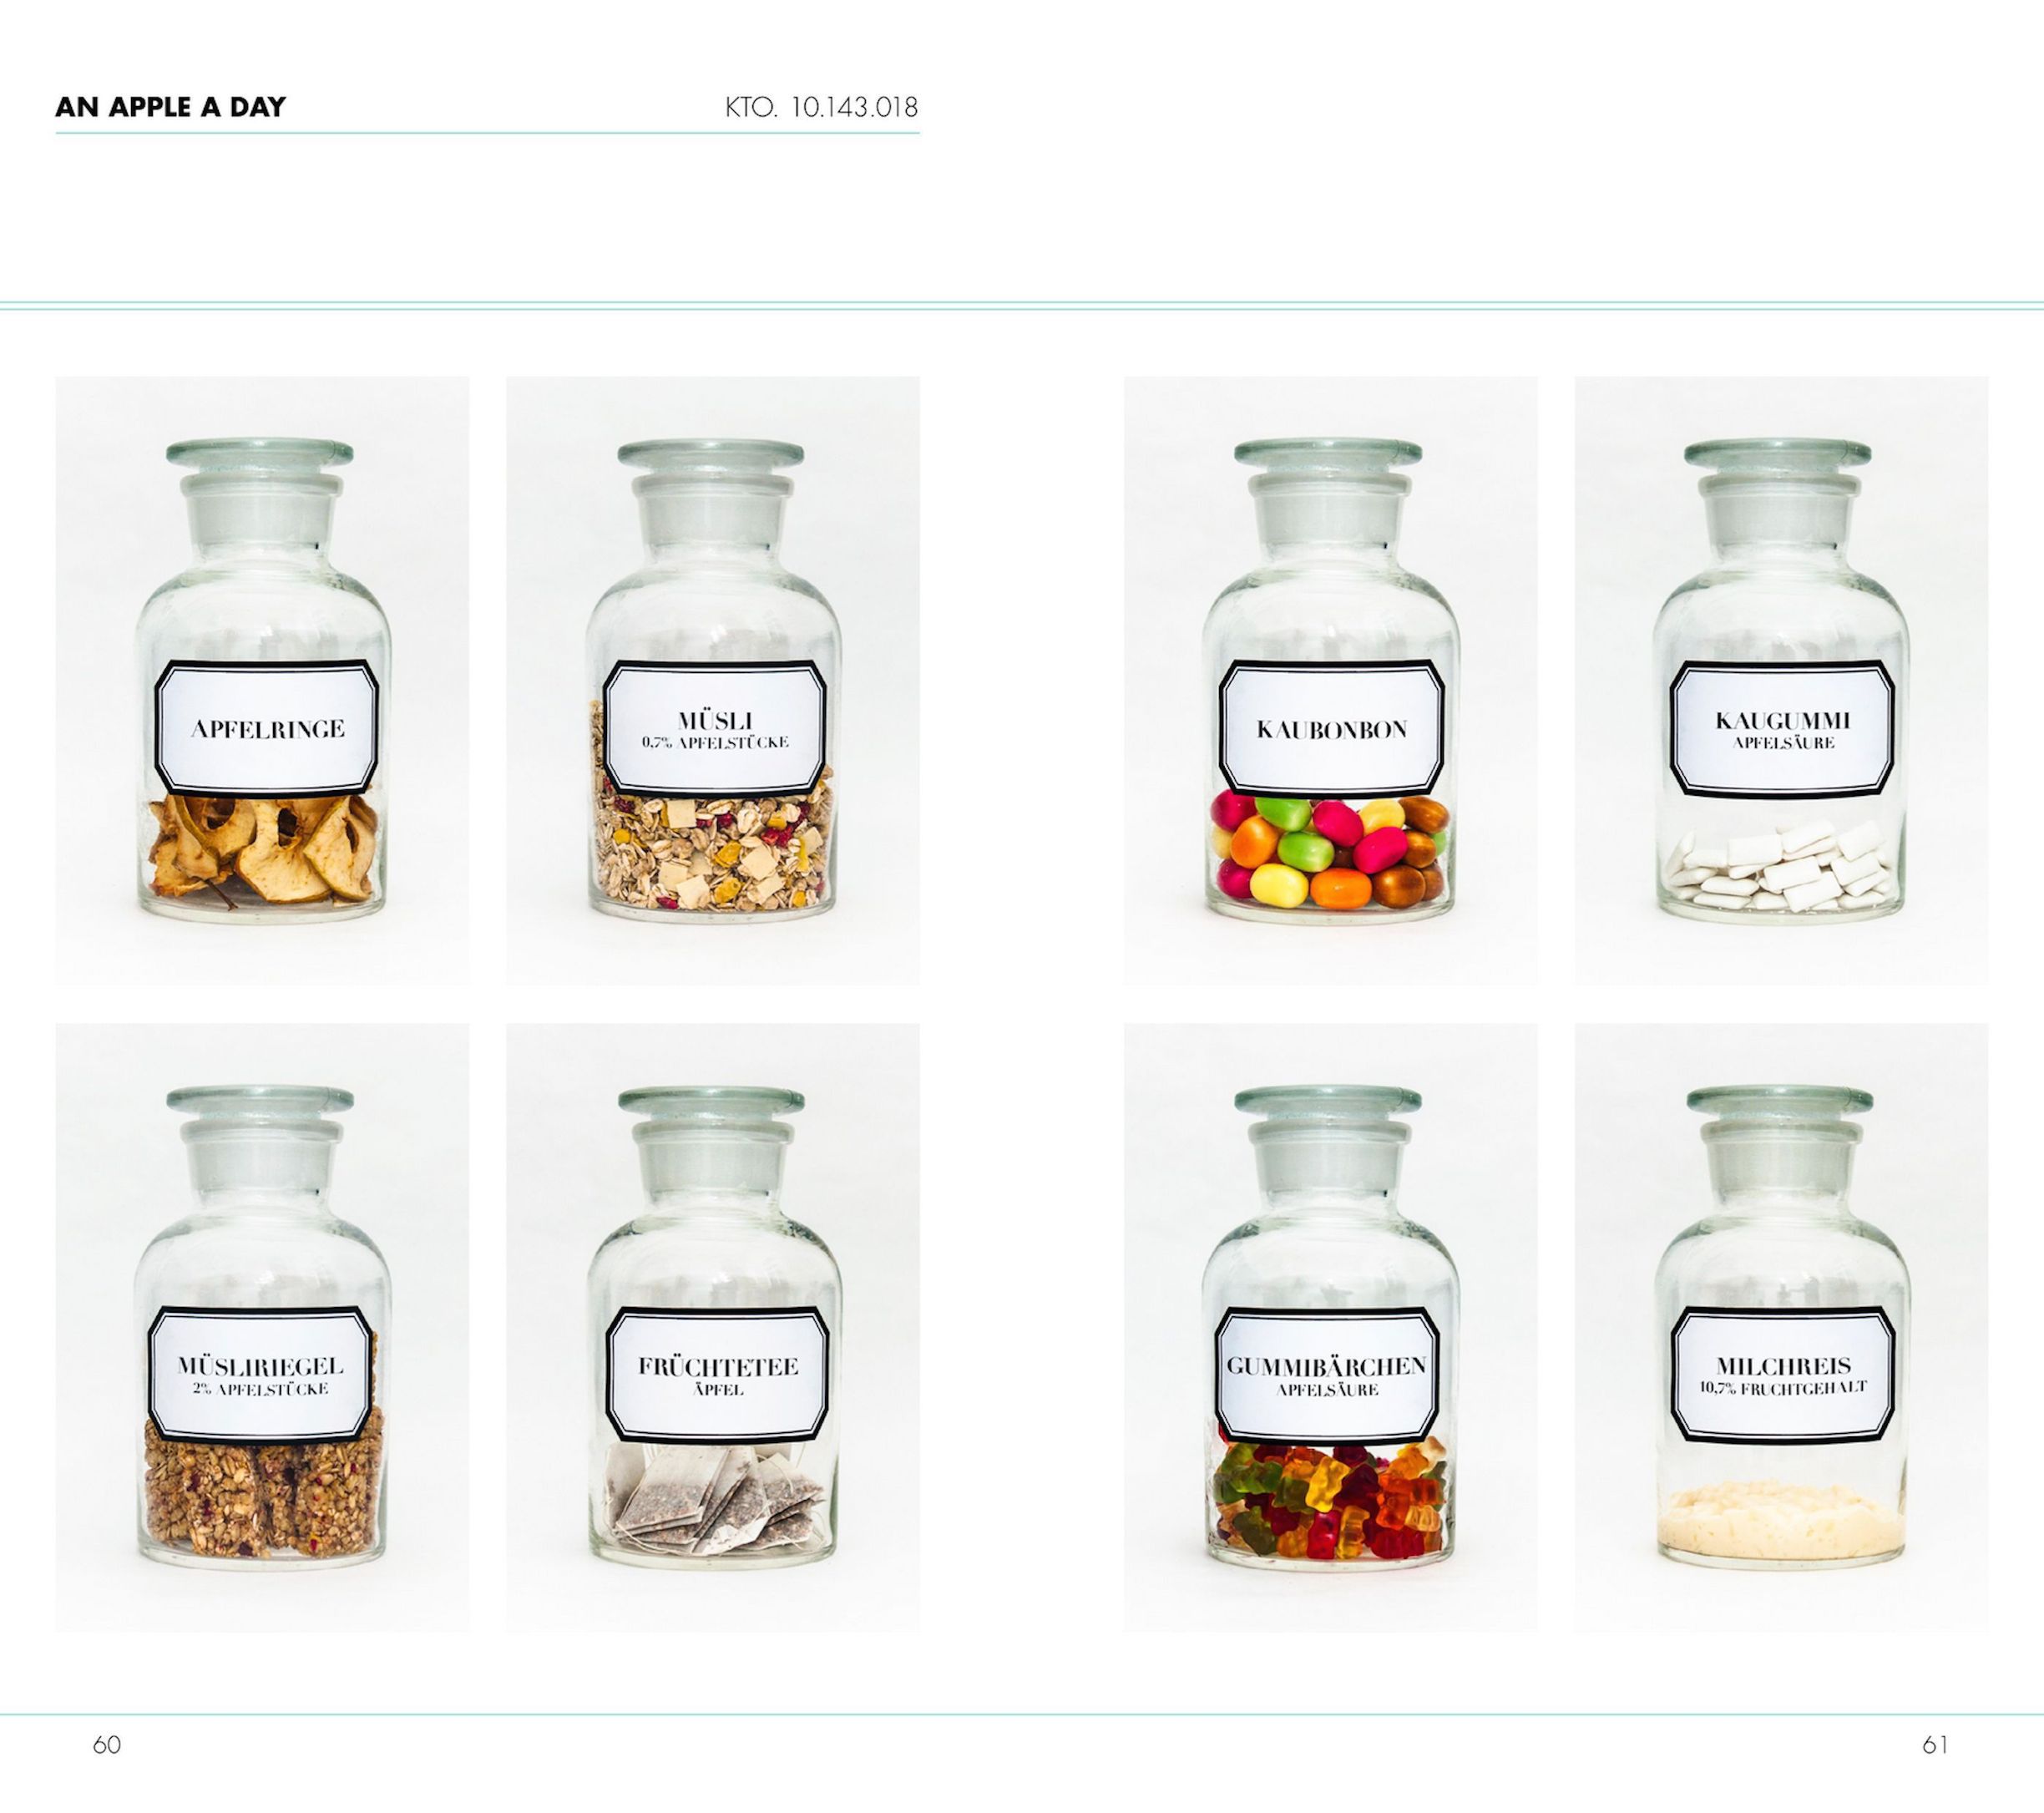 AN APPLE A DAY
KTO. 10.143.018
APFELRINGE
MÜSLI
0,7% APFELSTÜCKE
KAUBONBON
KAUGUMMI
APFELSÄURE
MÜSLIRIEGEL
2% APFELSTÜCKE
FRÜCHTETEE
ÄPFEL
GUMMIBÄRCHEN
APFELSÄURE
MILCHREIS
10,7% FRUCHTGEHALT
60
61